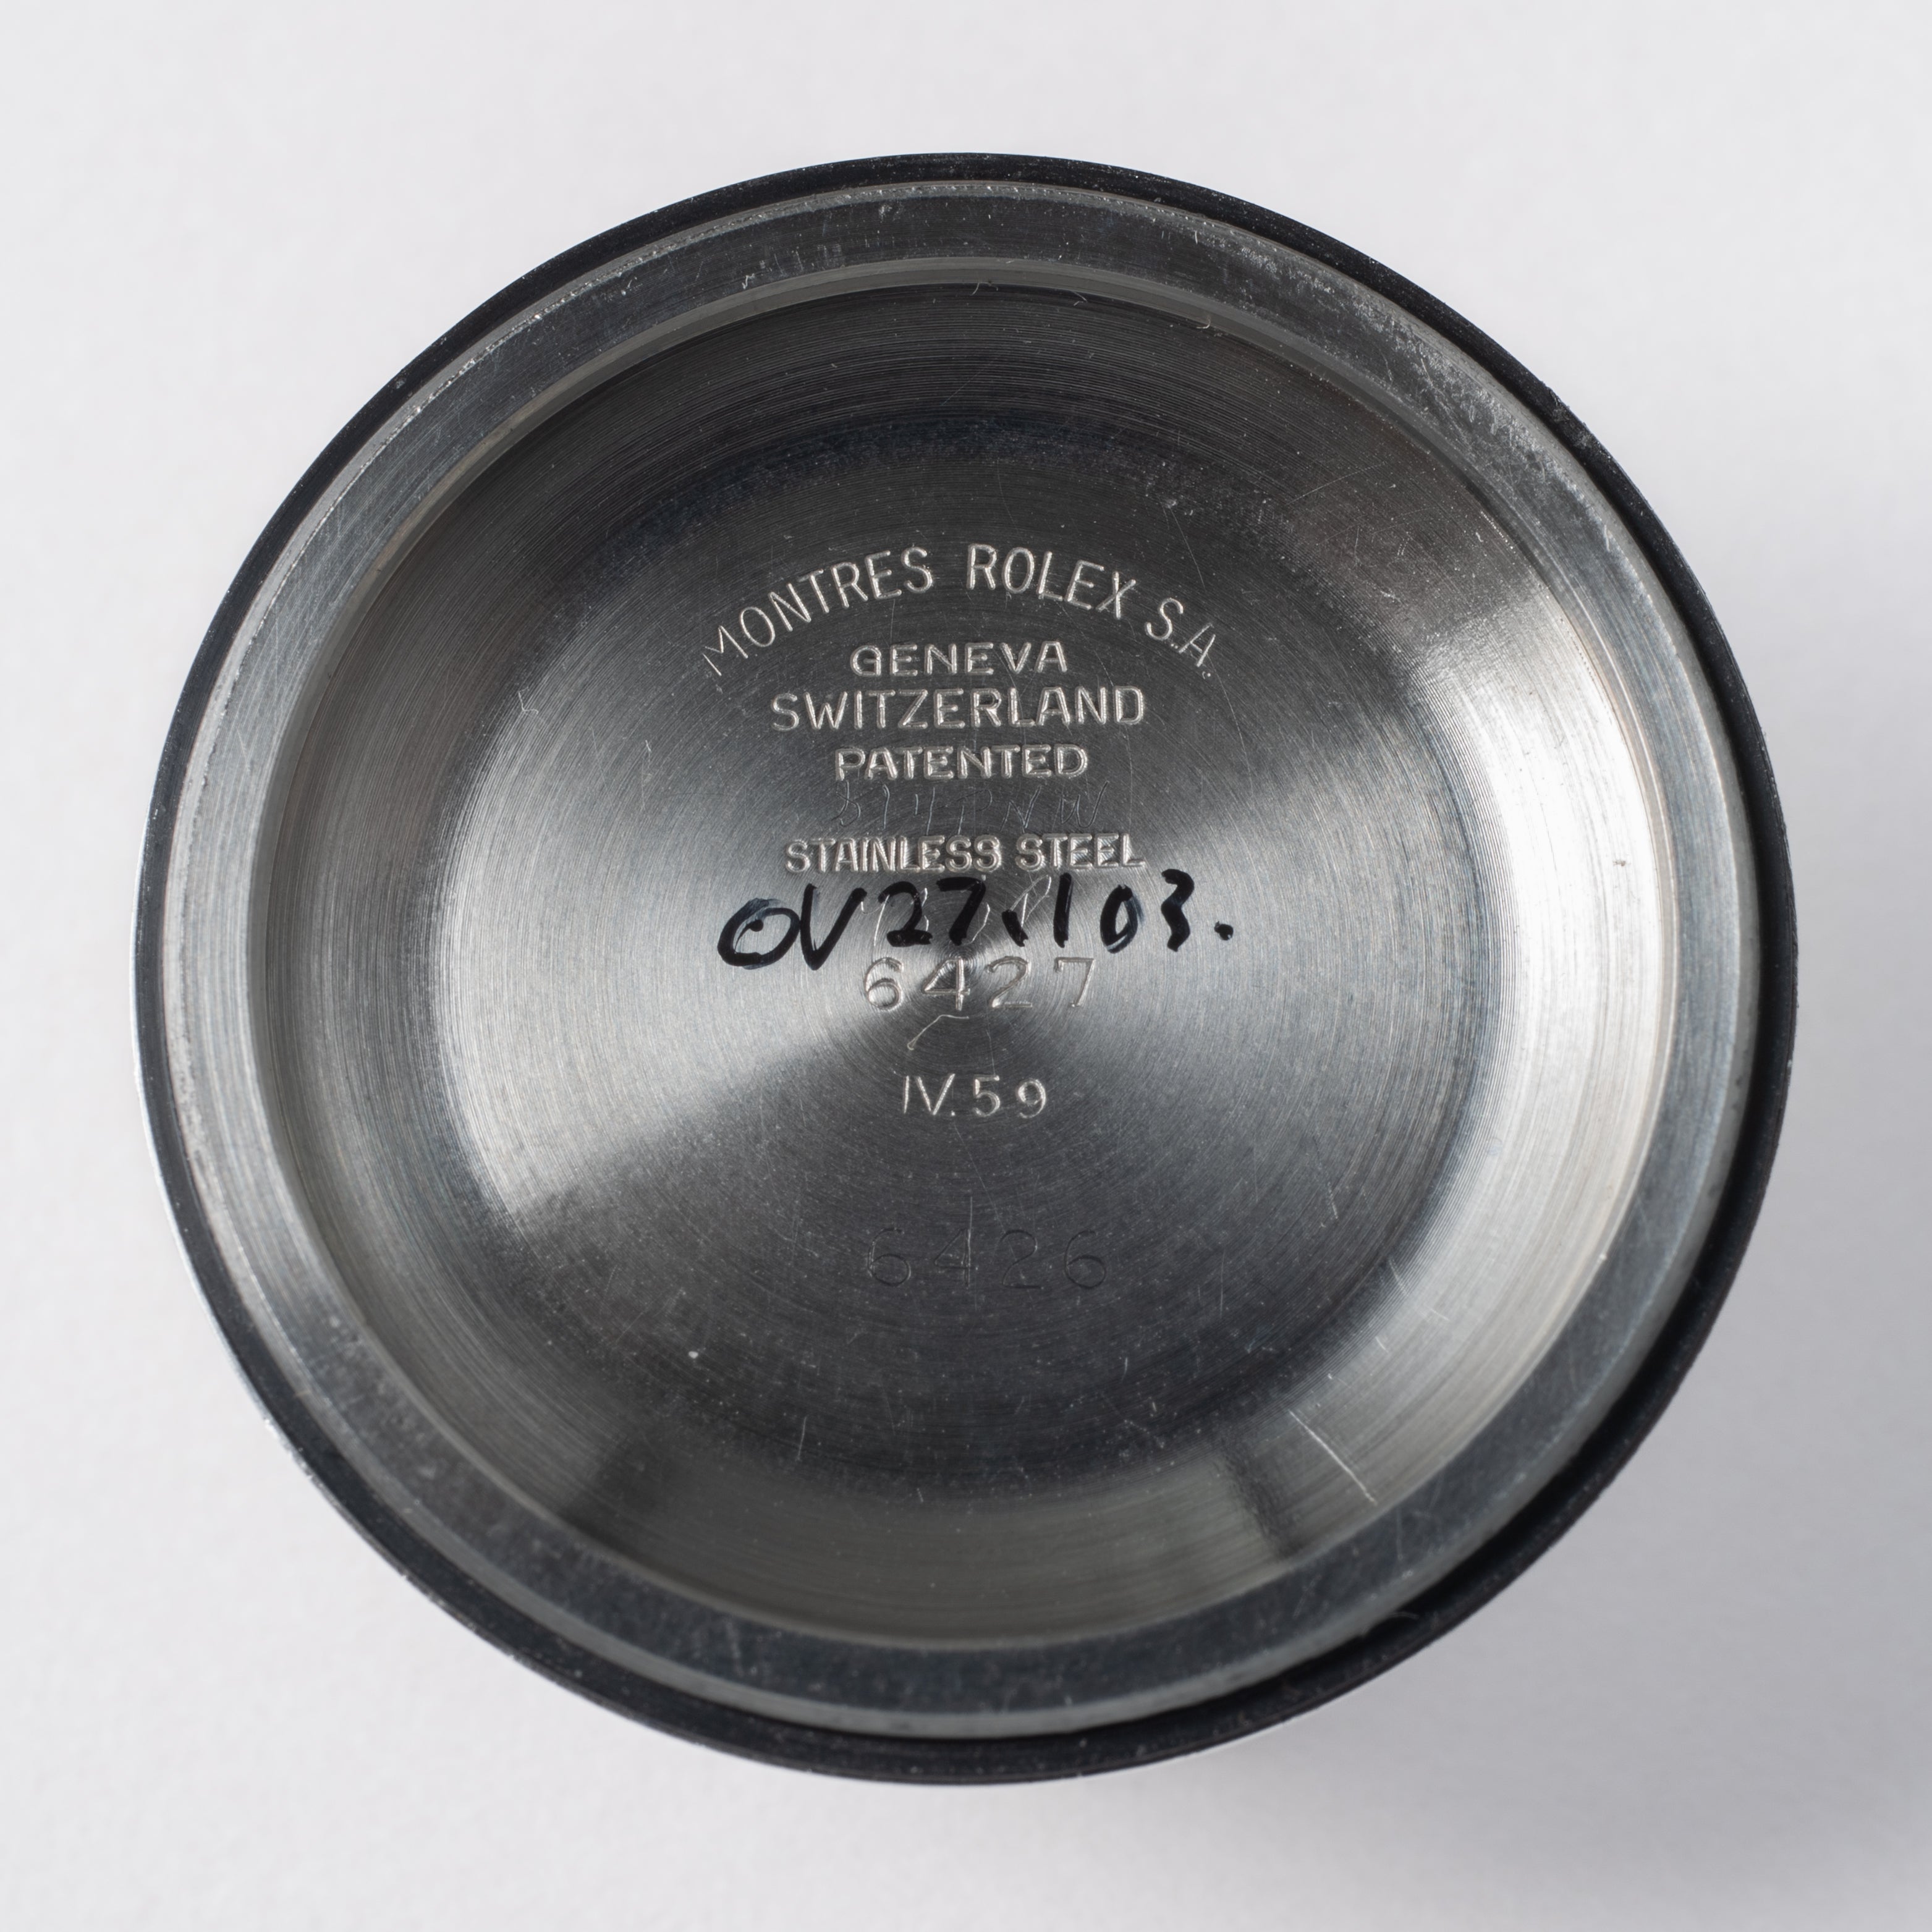 MONTRES ROLEX S.A.
GENEVA
SWITZERLAND
PATENTED
STAINLESS STEEL
OV27.103.
6427
IV.59
6426